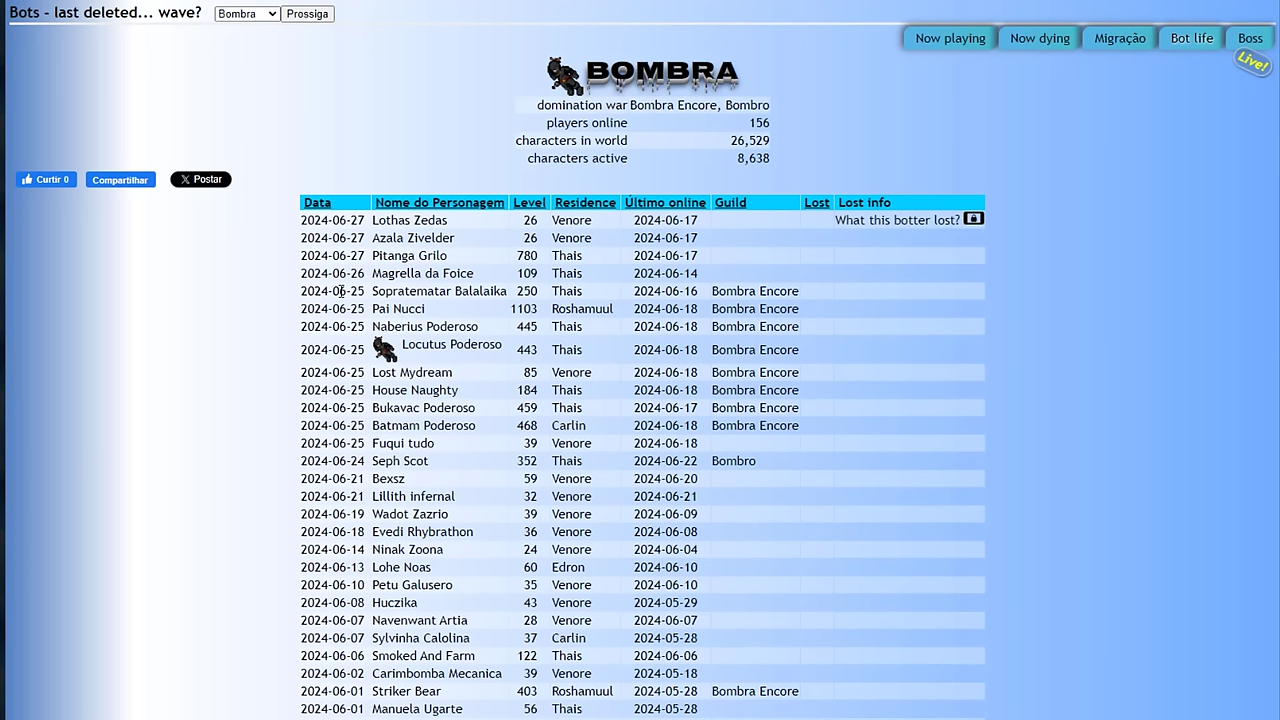 Bots - last deleted... wave? Bombra Prossiga
Now playing Now dying Migração Bot life Boss
Live!
BOMBRA
domination war Bombra Encore, Bombro
players online 156
characters in world 26,529
characters active 8,638
Curtir 0 Compartilhar Postar
Data Nome do Personagem Level Residence Último online Guild Lost Lost info
2024-06-27 Lothas Zedas 26 Venore 2024-06-17 What this botter lost?
2024-06-27 Azala Zivelder 26 Venore 2024-06-17
2024-06-27 Pitanga Grilo 780 Thais 2024-06-17
2024-06-26 Magrella da Foice 109 Thais 2024-06-14
2024-06-25 Sopratematar Balalaika 250 Thais 2024-06-16 Bombra Encore
2024-06-25 Pai Nucci 1103 Roshamuul 2024-06-18 Bombra Encore
2024-06-25 Naberius Poderoso 445 Thais 2024-06-18 Bombra Encore
2024-06-25 Locutus Poderoso 443 Thais 2024-06-18 Bombra Encore
2024-06-25 Lost Mydream 85 Venore 2024-06-18 Bombra Encore
2024-06-25 House Naughty 184 Thais 2024-06-18 Bombra Encore
2024-06-25 Bukavac Poderoso 459 Thais 2024-06-17 Bombra Encore
2024-06-25 Batmam Poderoso 468 Carlin 2024-06-18 Bombra Encore
2024-06-25 Fuqui tudo 39 Venore 2024-06-18
2024-06-24 Seph Scot 352 Thais 2024-06-22 Bombro
2024-06-21 Bexsz 59 Venore 2024-06-20
2024-06-21 Lillith infernal 32 Venore 2024-06-21
2024-06-19 Wadot Zazrio 39 Venore 2024-06-09
2024-06-18 Evedi Rhybrathon 36 Venore 2024-06-08
2024-06-14 Ninak Zoona 24 Venore 2024-06-04
2024-06-13 Lohe Noas 60 Edron 2024-06-10
2024-06-10 Petu Galusero 35 Venore 2024-06-10
2024-06-08 Huczika 43 Venore 2024-05-29
2024-06-07 Navenwant Artia 28 Venore 2024-06-07
2024-06-07 Sylvinha Calolina 37 Carlin 2024-05-28
2024-06-06 Smoked And Farm 122 Thais 2024-06-06
2024-06-02 Carimbomba Mecanica 39 Venore 2024-05-18
2024-06-01 Striker Bear 403 Roshamuul 2024-05-28 Bombra Encore
2024-06-01 Manuela Ugarte 56 Thais 2024-05-28